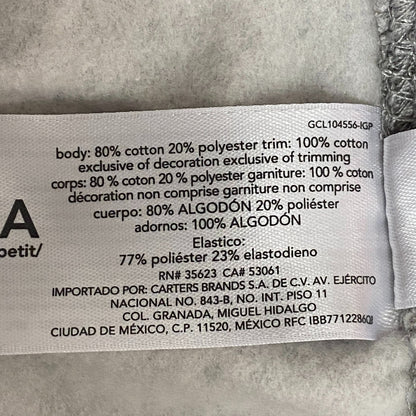 GCL104556-IGP
body: 80% cotton 20% polyester trim: 100% cotton
exclusive of decoration exclusive of trimming
corps: 80 % coton 20 % polyester garniture: 100 % coton
décoration non comprise garniture non comprise
cuerpo: 80% ALGODÓN 20% poliéster
adornos: 100% ALGODÓN
Elastico:
77% poliéster 23% elastodieno
RN# 35623 CA# 53061
IMPORTADO POR: CARTERS BRANDS S.A. DE C.V. AV. EJÉRCITO
NACIONAL NO. 843-B, NO. INT. PISO 11
COL. GRANADA, MIGUEL HIDALGO
CIUDAD DE MÉXICO, C.P. 11520, MÉXICO RFC IBB7712286Q8
A
petit/